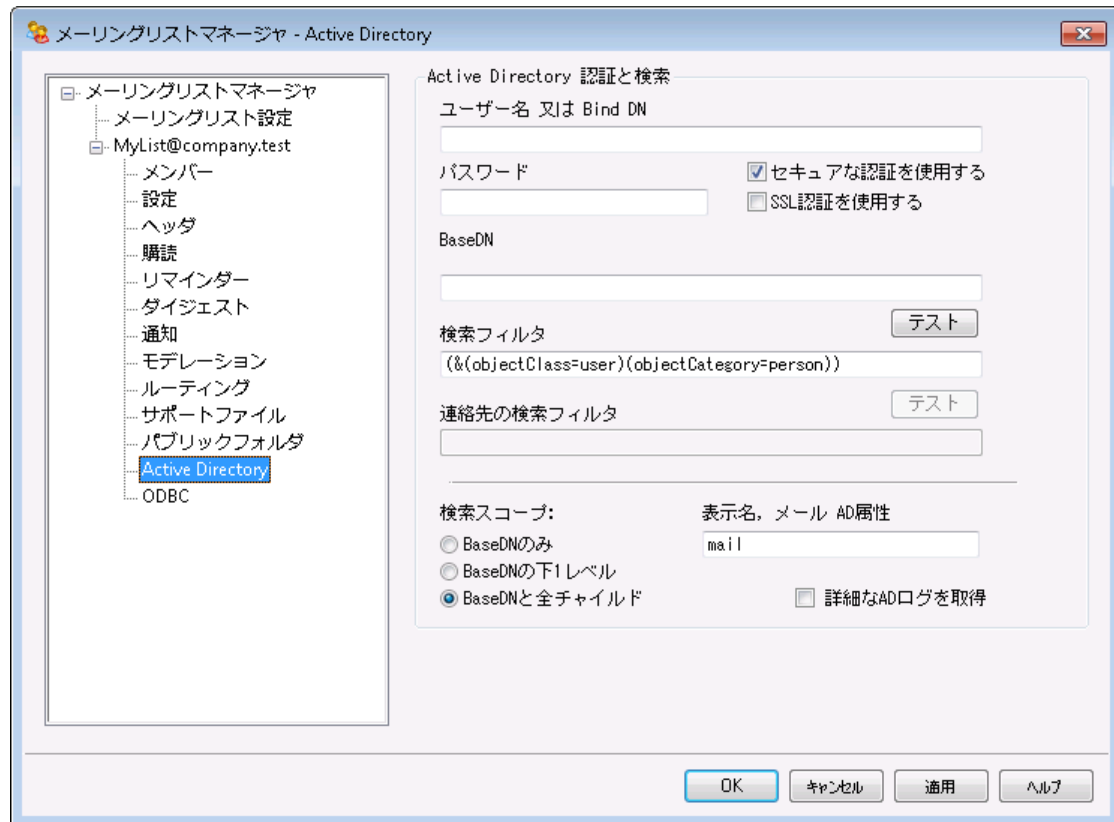 メーリングリストマネージャ - Active Directory
メーリングリストマネージャ
メーリングリスト設定
MyList@company.test
メンバー
設定
ヘッダ
購読
リマインダー
ダイジェスト
通知
モデレーション
ルーティング
サポートファイル
パブリックフォルダ
Active Directory
ODBC
Active Directory 認証と検索
ユーザー名 又は Bind DN
パスワード
セキュアな認証を使用する
SSL認証を使用する
BaseDN
検索フィルタ
テスト
(&(objectClass=user)(objectCategory=person))
連絡先の検索フィルタ
テスト
検索スコープ:
表示名, メール AD属性
BaseDNのみ
mail
BaseDNの下1レベル
BaseDNと全チャイルド
詳細なADログを取得
OK
キャンセル
適用
ヘルプ